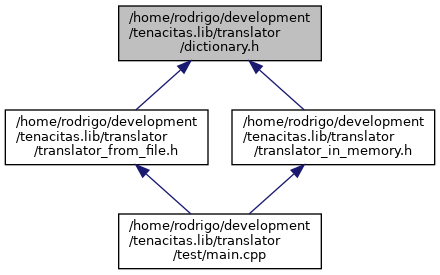 /home/rodrigo/development
/tenacitas.lib/translator
/dictionary.h
/home/rodrigo/development
/tenacitas.lib/translator
/translator_from_file.h
/home/rodrigo/development
/tenacitas.lib/translator
/translator_in_memory.h
/home/rodrigo/development
/tenacitas.lib/translator
/test/main.cpp